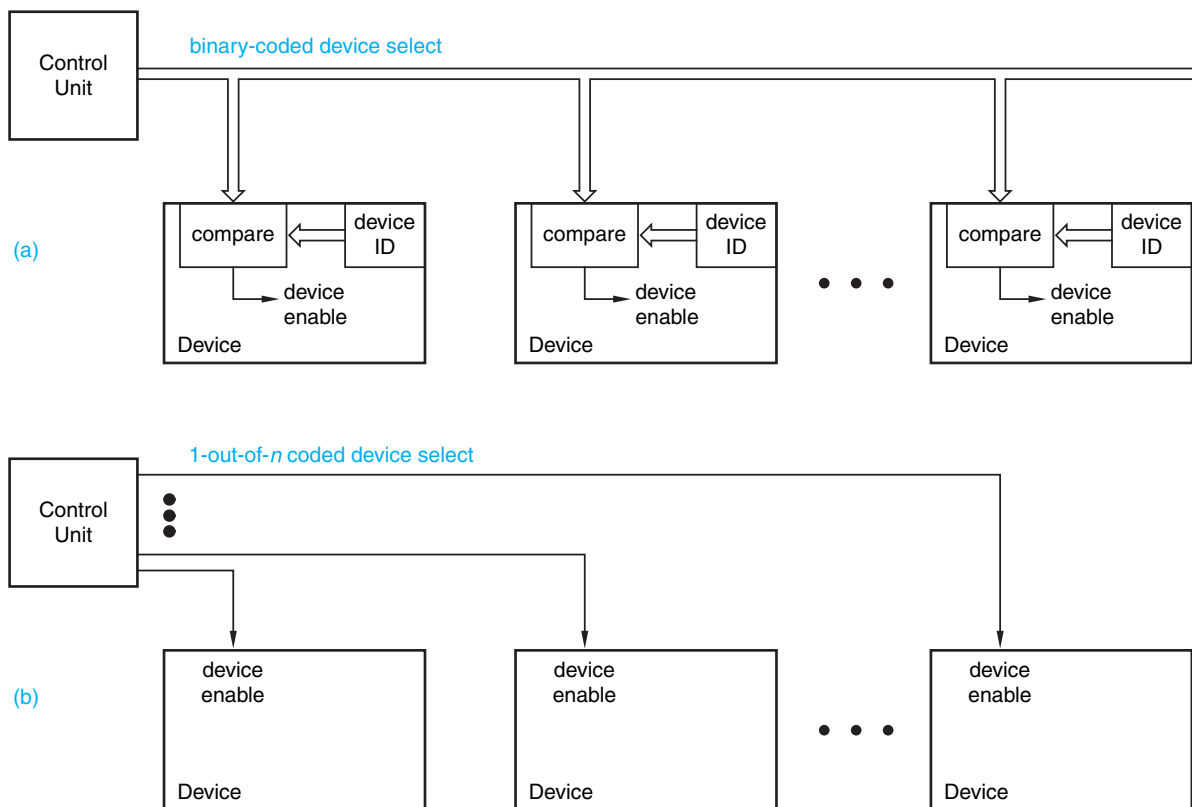 binary-coded device select
Control
Unit
(a)
compare
device
ID
device
enable
Device
compare
device
ID
device
enable
Device
compare
device
ID
device
enable
Device
1-out-of-n coded device select
Control
Unit
(b)
device
enable
Device
device
enable
Device
device
enable
Device